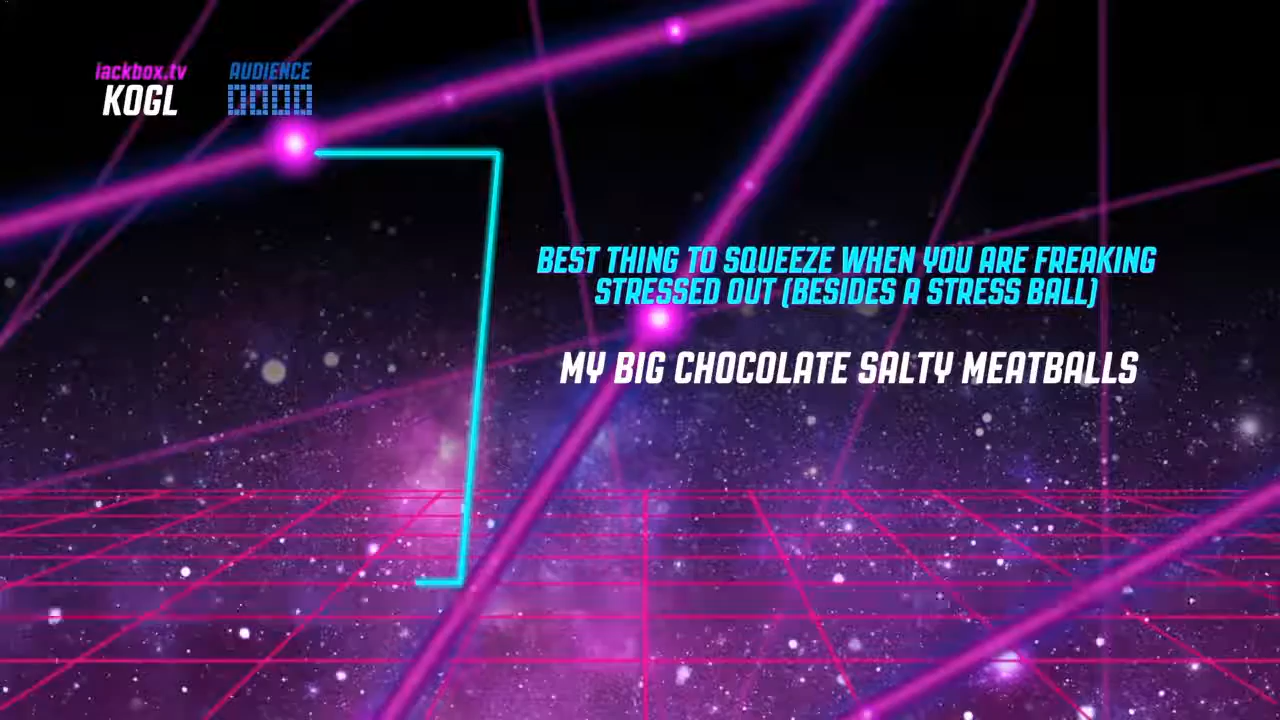 jackbox.tv
KOGL
AUDIENCE
BEST THING TO SQUEEZE WHEN YOU ARE FREAKING
STRESSED OUT (BESIDES A STRESS BALL)
MY BIG CHOCOLATE SALTY MEATBALLS